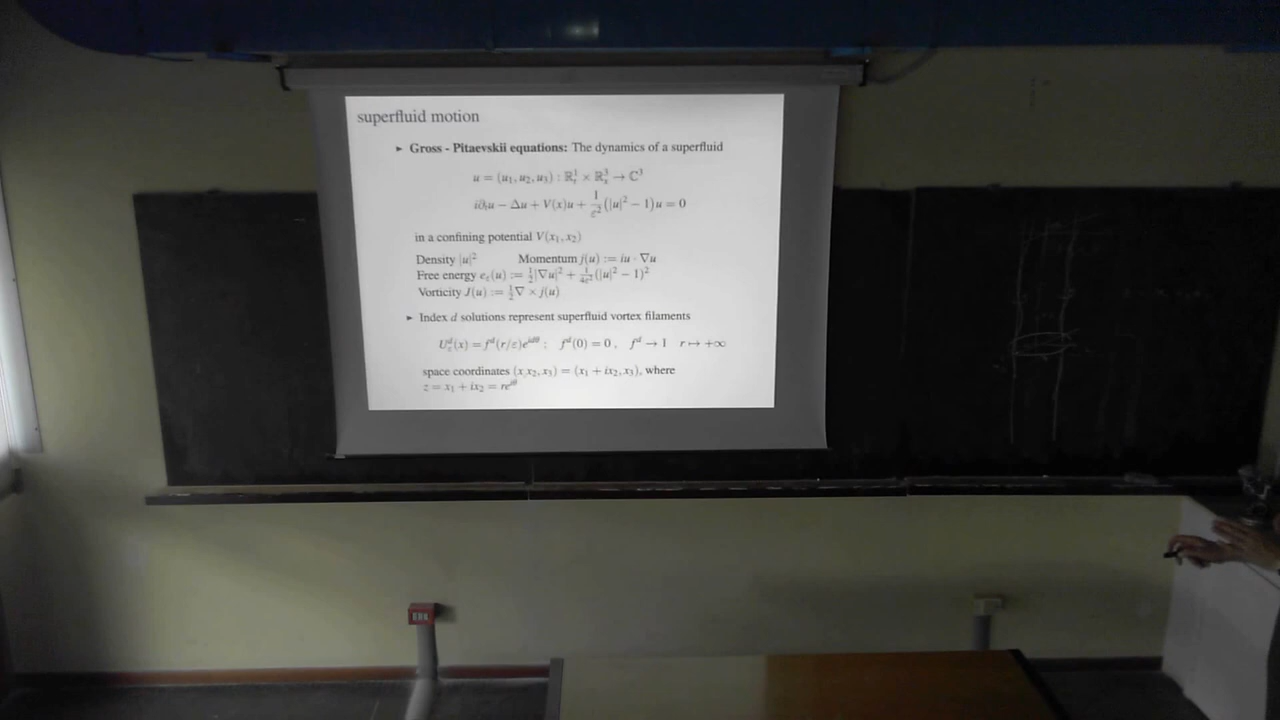 superfluid motion
► Gross - Pitaevskii equations: The dynamics of a superfluid
u = (u₁, u₂, u₃) : ℝ¹ₜ × ℝ³ₓ → ℂ³
i∂ₜu − Δu + V(x)u + 1/ε² (|u|² − 1)u = 0
in a confining potential V(x₁, x₂)
Density |u|² Momentum j(u) := iu · ∇u
Free energy e_ε(u) := ½|∇u|² + 1/4ε² (|u|² − 1)²
Vorticity J(u) := ½∇ × j(u)
► Index d solutions represent superfluid vortex filaments
U_ε^d(x) = f^d(r/ε)e^{idθ} ; f^d(0) = 0 , f^d → 1 r ↦ +∞
space coordinates (x,x₂, x₃) = (x₁ + ix₂, x₃), where
z = x₁ + ix₂ = re^{iθ}